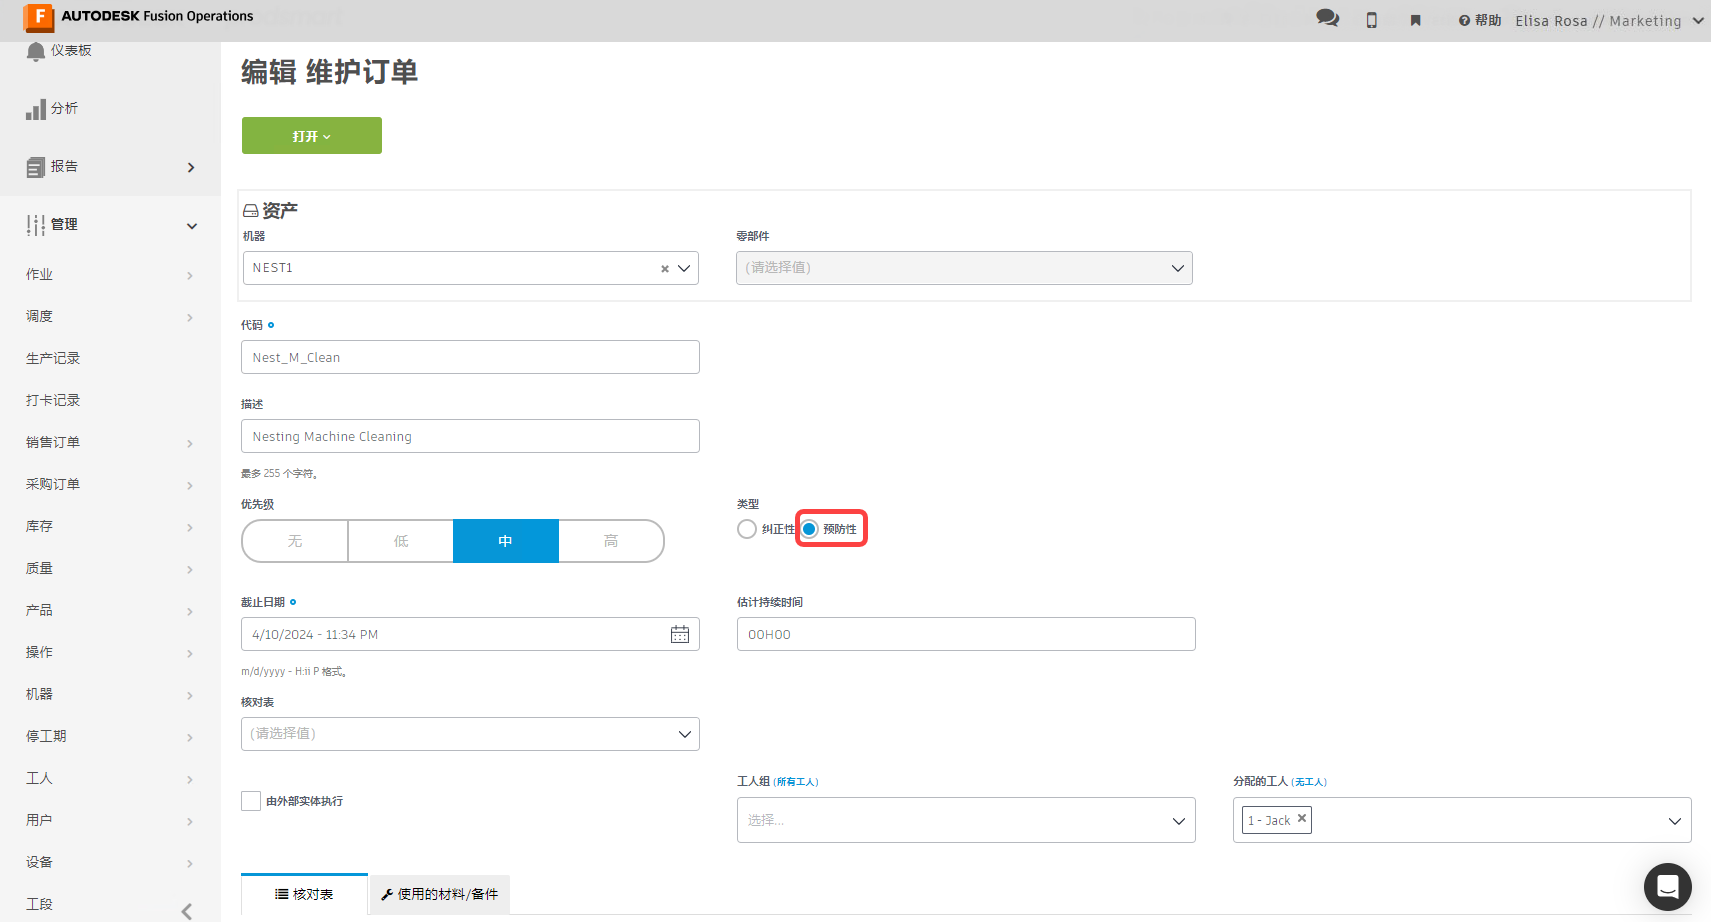 AUTODESK Fusion Operations
帮助
Elisa Rosa // Marketing
仪表板
分析
报告
管理
作业
调度
生产记录
打卡记录
销售订单
采购订单
库存
质量
产品
操作
机器
停工期
工人
用户
设备
工段
编辑 维护订单
打开
资产
机器
零部件
NEST1
(请选择值)
代码
Nest_M_Clean
描述
Nesting Machine Cleaning
最多 255 个字符。
优先级
类型
无
低
中
高
纠正性
预防性
截止日期
估计持续时间
4/10/2024 - 11:34 PM
00H00
m/d/yyyy - H:ii P 格式。
核对表
(请选择值)
工人组 (所有工人)
分配的工人 (无工人)
由外部实体执行
选择...
1 - Jack
核对表
使用的材料/备件